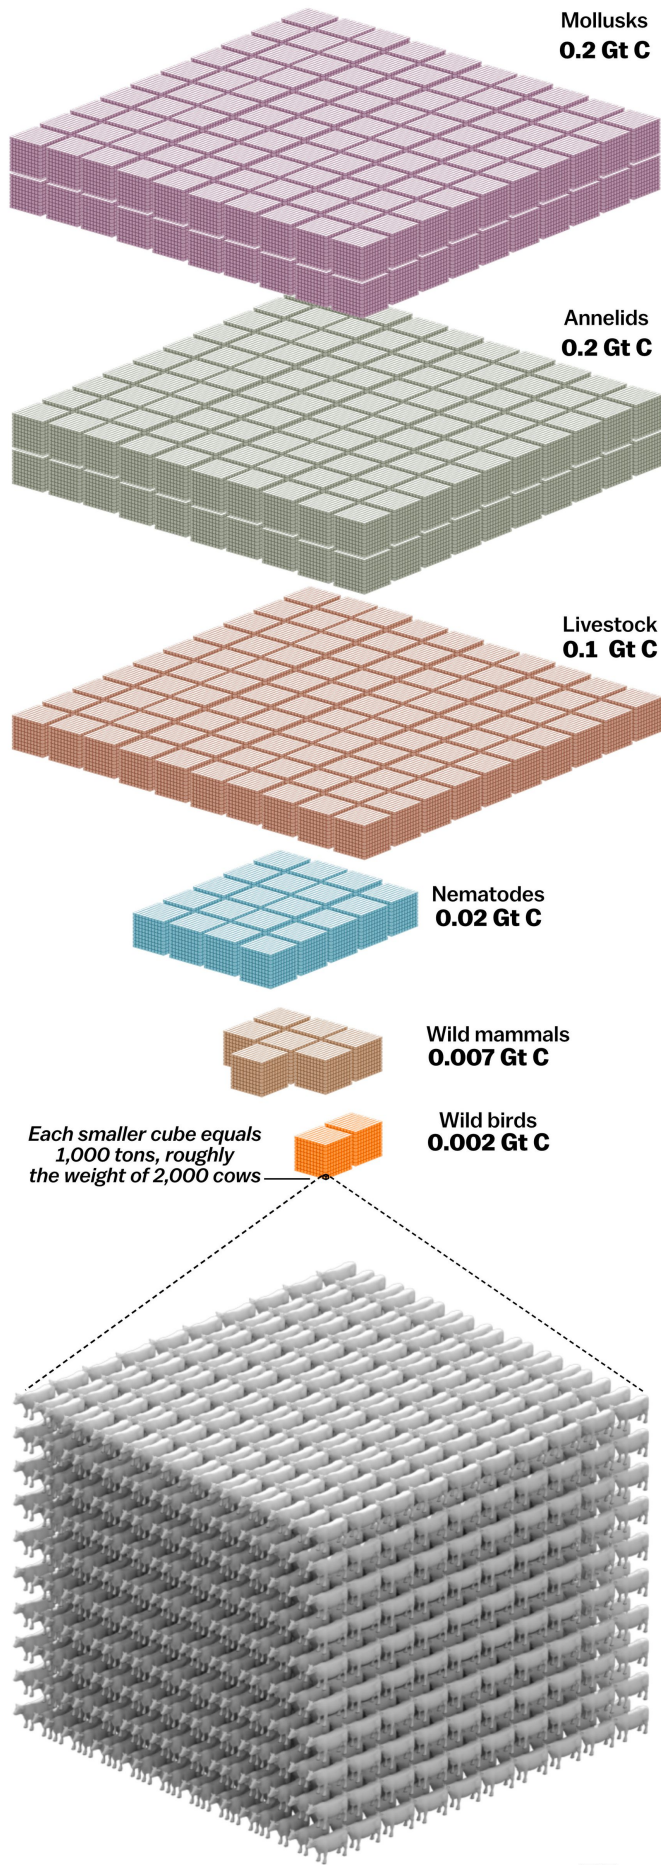 Mollusks
0.2 Gt C
Annelids
0.2 Gt C
Livestock
0.1 Gt C
Nematodes
0.02 Gt C
Wild mammals
0.007 Gt C
Wild birds
0.002 Gt C
Each smaller cube equals
1,000 tons, roughly
the weight of 2,000 cows